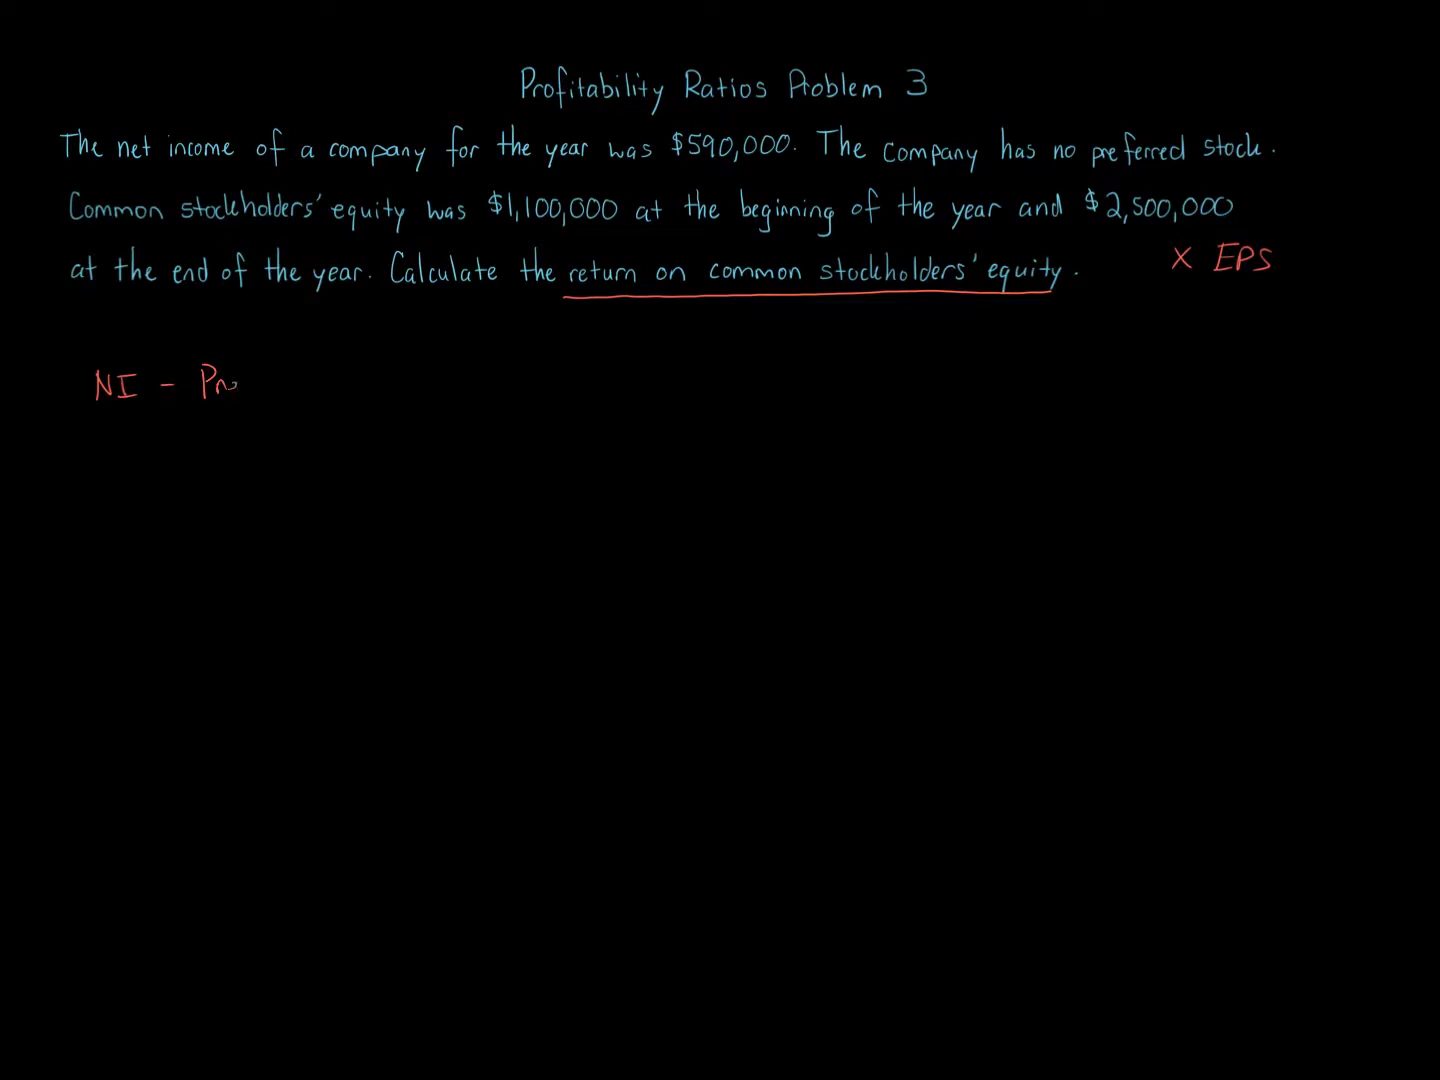 Profitability Ratios Problem 3
The net income of a company for the year was $590,000. The company has no preferred stock.
Common stockholders' equity was $1,100,000 at the beginning of the year and $2,500,000
at the end of the year. Calculate the return on common stockholders' equity.
X EPS
NI -